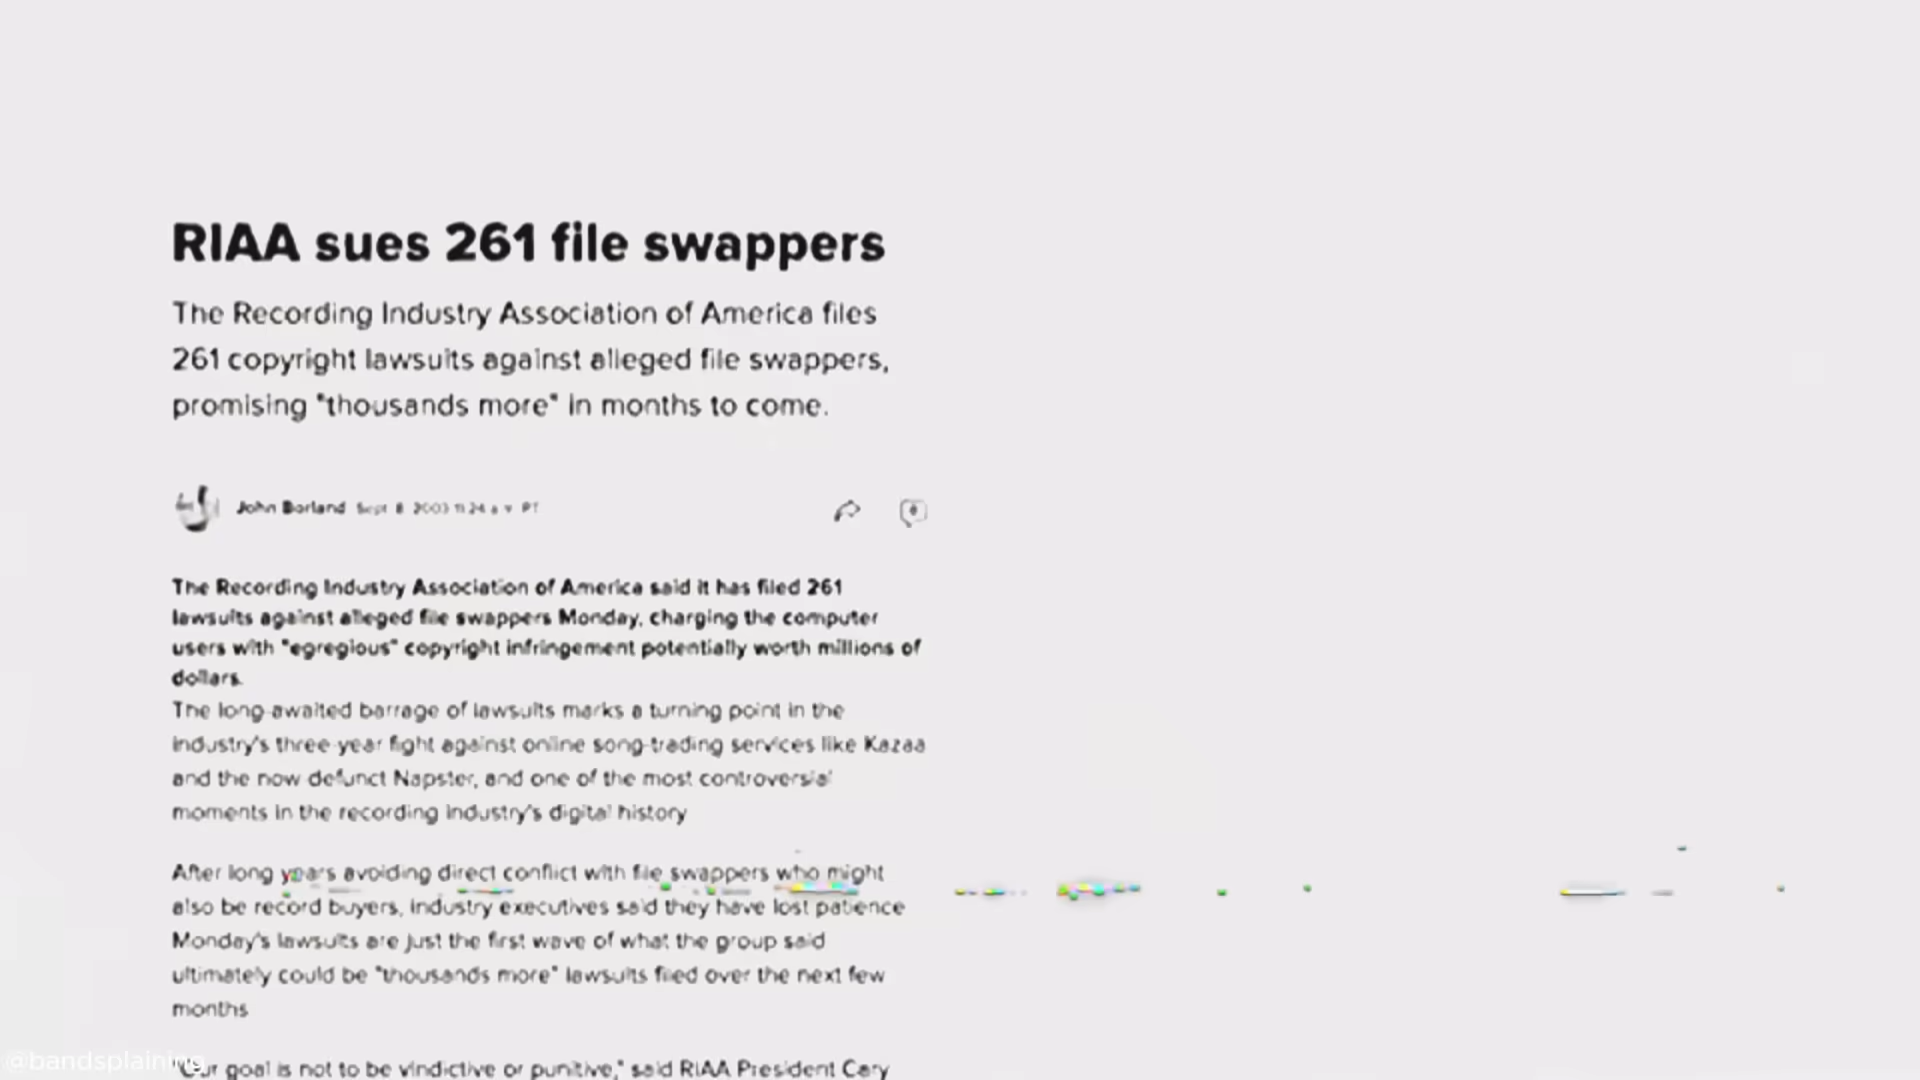 RIAA sues 261 file swappers
The Recording Industry Association of America files
261 copyright lawsuits against alleged file swappers,
promising "thousands more" in months to come.
John Borland Sept 8 2003 11 24 a PT
The Recording Industry Association of America said it has filed 261
lawsuits against alleged file swappers Monday, charging the computer
users with "egregious" copyright infringement potentially worth millions of
dollars.
The long-awaited barrage of lawsuits marks a turning point in the
industry's three-year fight against online song-trading services like Kazaa
and the now defunct Napster, and one of the most controversial
moments in the recording industry's digital history
After long years avoiding direct conflict with file swappers who might
also be record buyers, industry executives said they have lost patience
Monday's lawsuits are just the first wave of what the group said
ultimately could be "thousands more" lawsuits filed over the next few
months
"Our goal is not to be vindictive or punitive," said RIAA President Cary
@bandsplaining